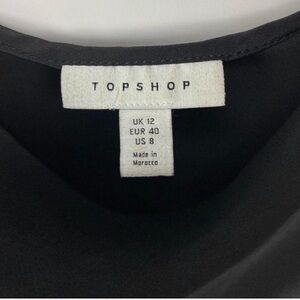 TOPSHOP
UK 12
EUR 40
US 8
Made in
Morocco